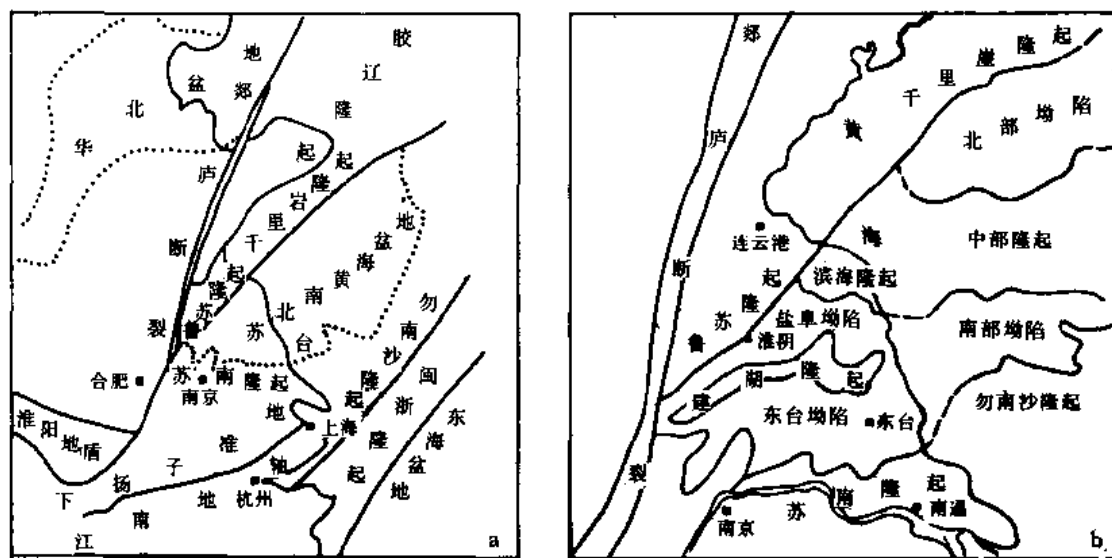 华北盆地
郯庐断裂
胶辽隆起
千里岩隆起
鲁苏隆起
苏北
南黄海盆地
苏南隆起
合肥
南京
淮阳地盾
下扬子准地台
江南地轴
上海
杭州
勿南沙隆起
闽浙隆起
东海盆地
a
郯庐断裂
千里崖隆起
黄海
北部坳陷
连云港
中部隆起
滨海隆起
鲁苏隆起
盐阜坳陷
淮阴
南部坳陷
建湖隆起
东台坳陷
东台
勿南沙隆起
苏南隆起
南京
南通
b